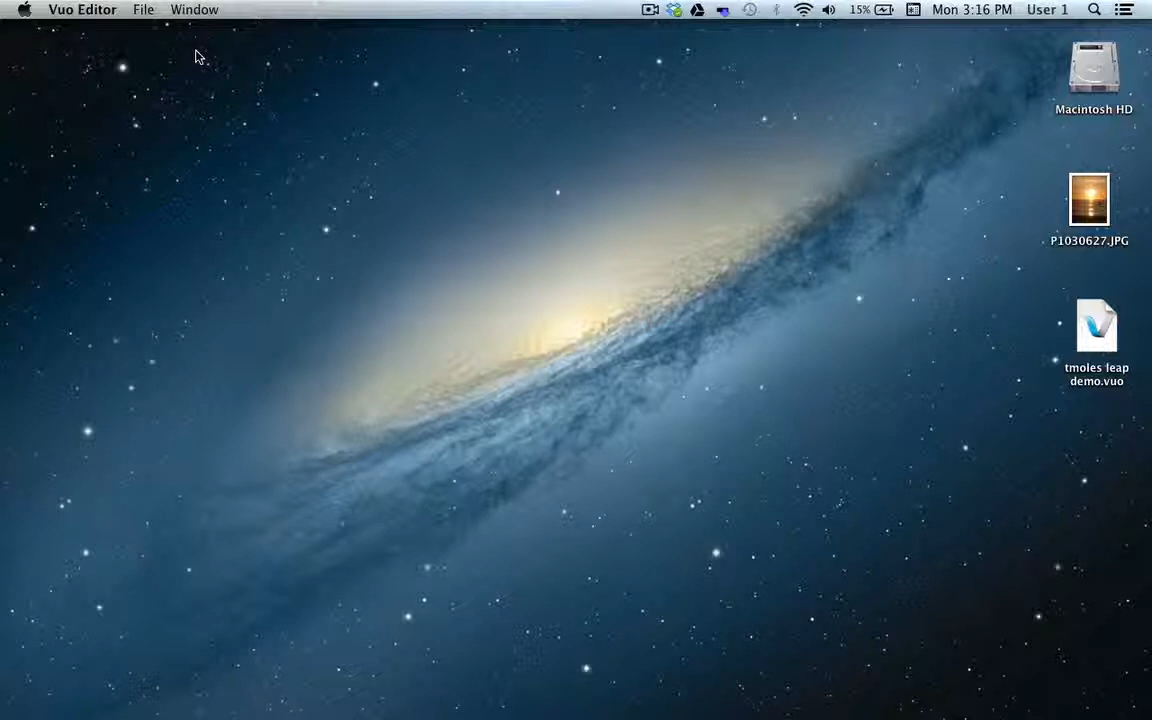 Vuo Editor File Window 15% Mon 3:16 PM User 1
Macintosh HD
P1030627.JPG
tmoles leap
demo.vuo